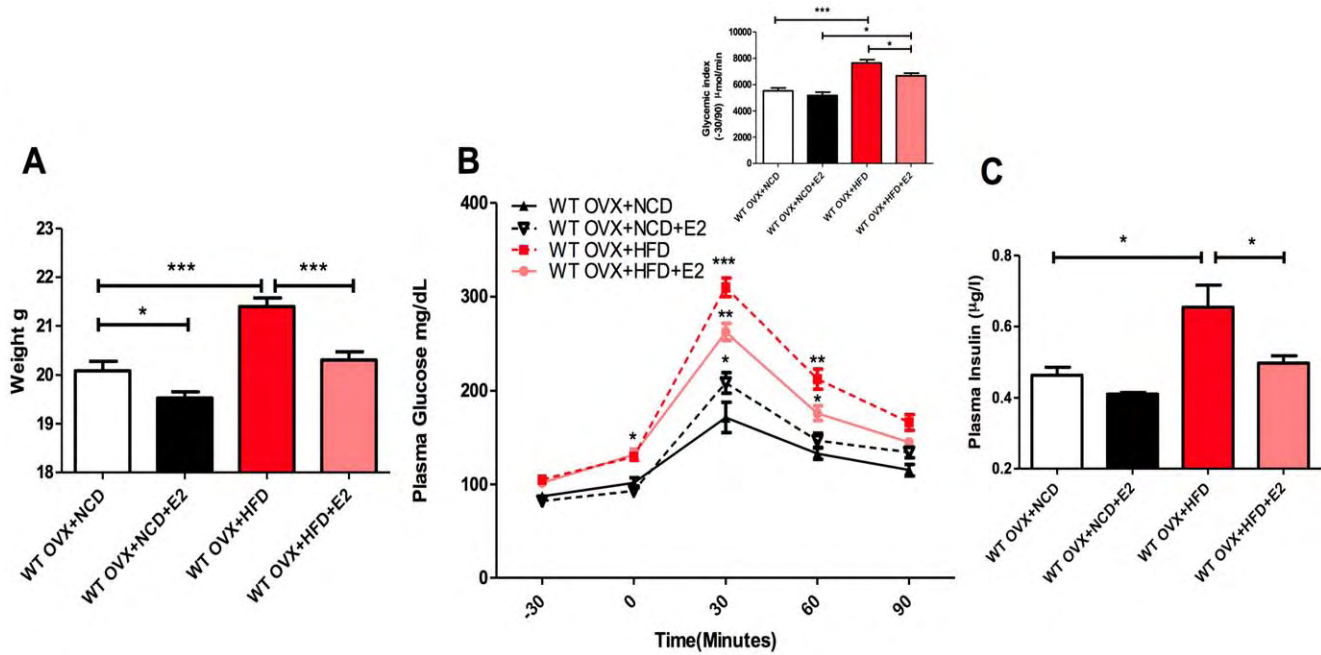 A
Weight g
23
22
21
20
19
18
***
***
*
WT OVX+NCD
WT OVX+NCD+E2
WT OVX+HFD
WT OVX+HFD+E2
B
Glycemic index
(-30/90) µmol/min
10000
8000
6000
4000
2000
0
***
*
*
WT OVX+NCD
WT OVX+NCD+E2
WT OVX+HFD
WT OVX+HFD+E2
Plasma Glucose mg/dL
400
300
200
100
0
WT OVX+NCD
WT OVX+NCD+E2
WT OVX+HFD
WT OVX+HFD+E2
***
**
*
**
*
*
-30
0
30
60
90
Time(Minutes)
C
Plasma Insulin (µg/l)
0.8
0.6
0.4
0.2
*
*
WT OVX+NCD
WT OVX+NCD+E2
WT OVX+HFD
WT OVX+HFD+E2